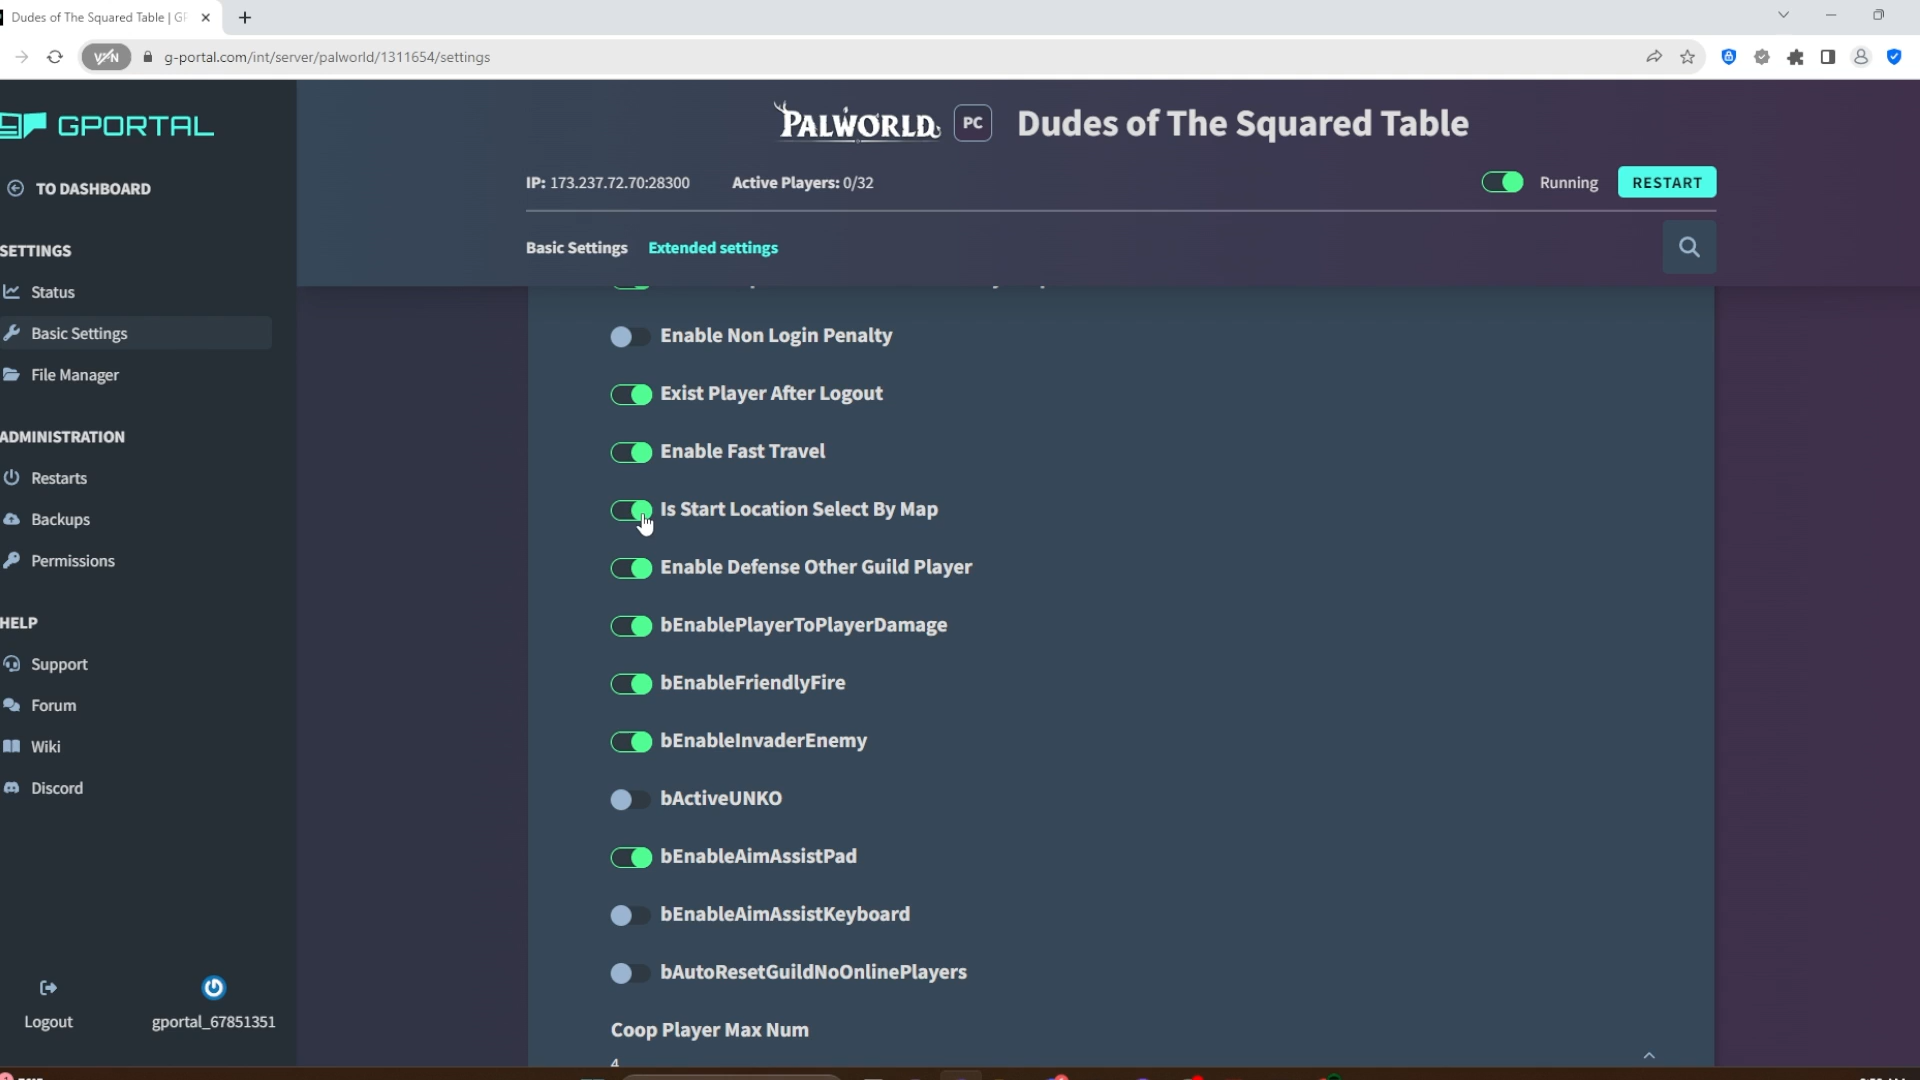 Dudes of The Squared Table | GP
VPN
g-portal.com/int/server/palworld/1311654/settings
GPORTAL
TO DASHBOARD
SETTINGS
Status
Basic Settings
File Manager
ADMINISTRATION
Restarts
Backups
Permissions
HELP
Support
Forum
Wiki
Discord
Logout
gportal_67851351
PALWORLD PC Dudes of The Squared Table
IP: 173.237.72.70:28300 Active Players: 0/32 Running RESTART
Basic Settings Extended settings
Enable Non Login Penalty
Exist Player After Logout
Enable Fast Travel
Is Start Location Select By Map
Enable Defense Other Guild Player
bEnablePlayerToPlayerDamage
bEnableFriendlyFire
bEnableInvaderEnemy
bActiveUNKO
bEnableAimAssistPad
bEnableAimAssistKeyboard
bAutoResetGuildNoOnlinePlayers
Coop Player Max Num
4